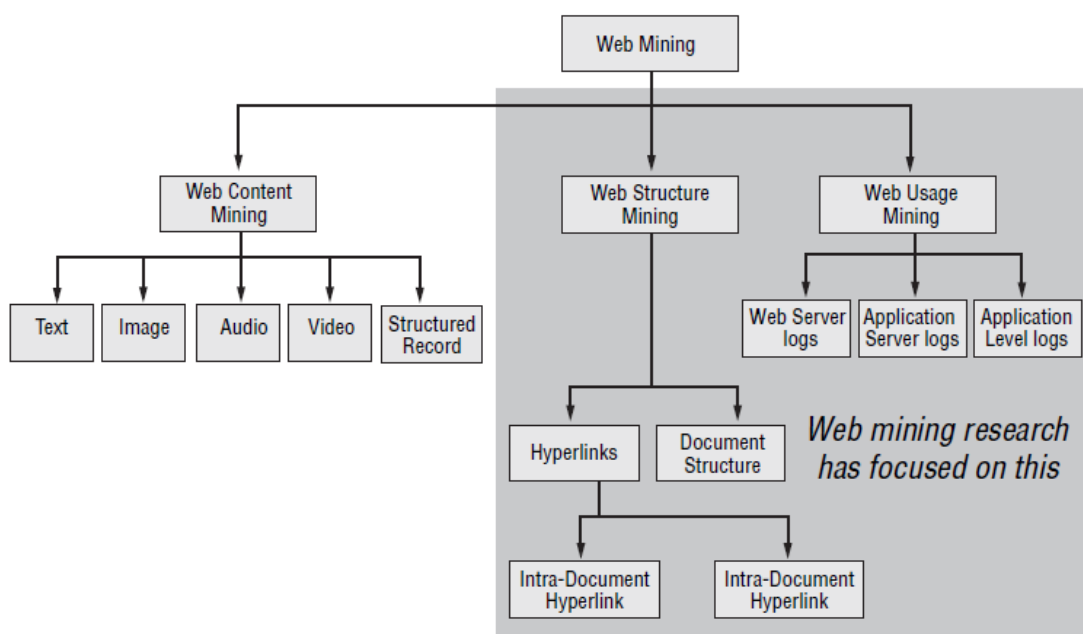 Web Mining
Web Content
Mining
Web Structure
Mining
Web Usage
Mining
Text
Image
Audio
Video
Structured
Record
Web Server
logs
Application
Server logs
Application
Level logs
Hyperlinks
Document
Structure
Web mining research
has focused on this
Intra-Document
Hyperlink
Intra-Document
Hyperlink